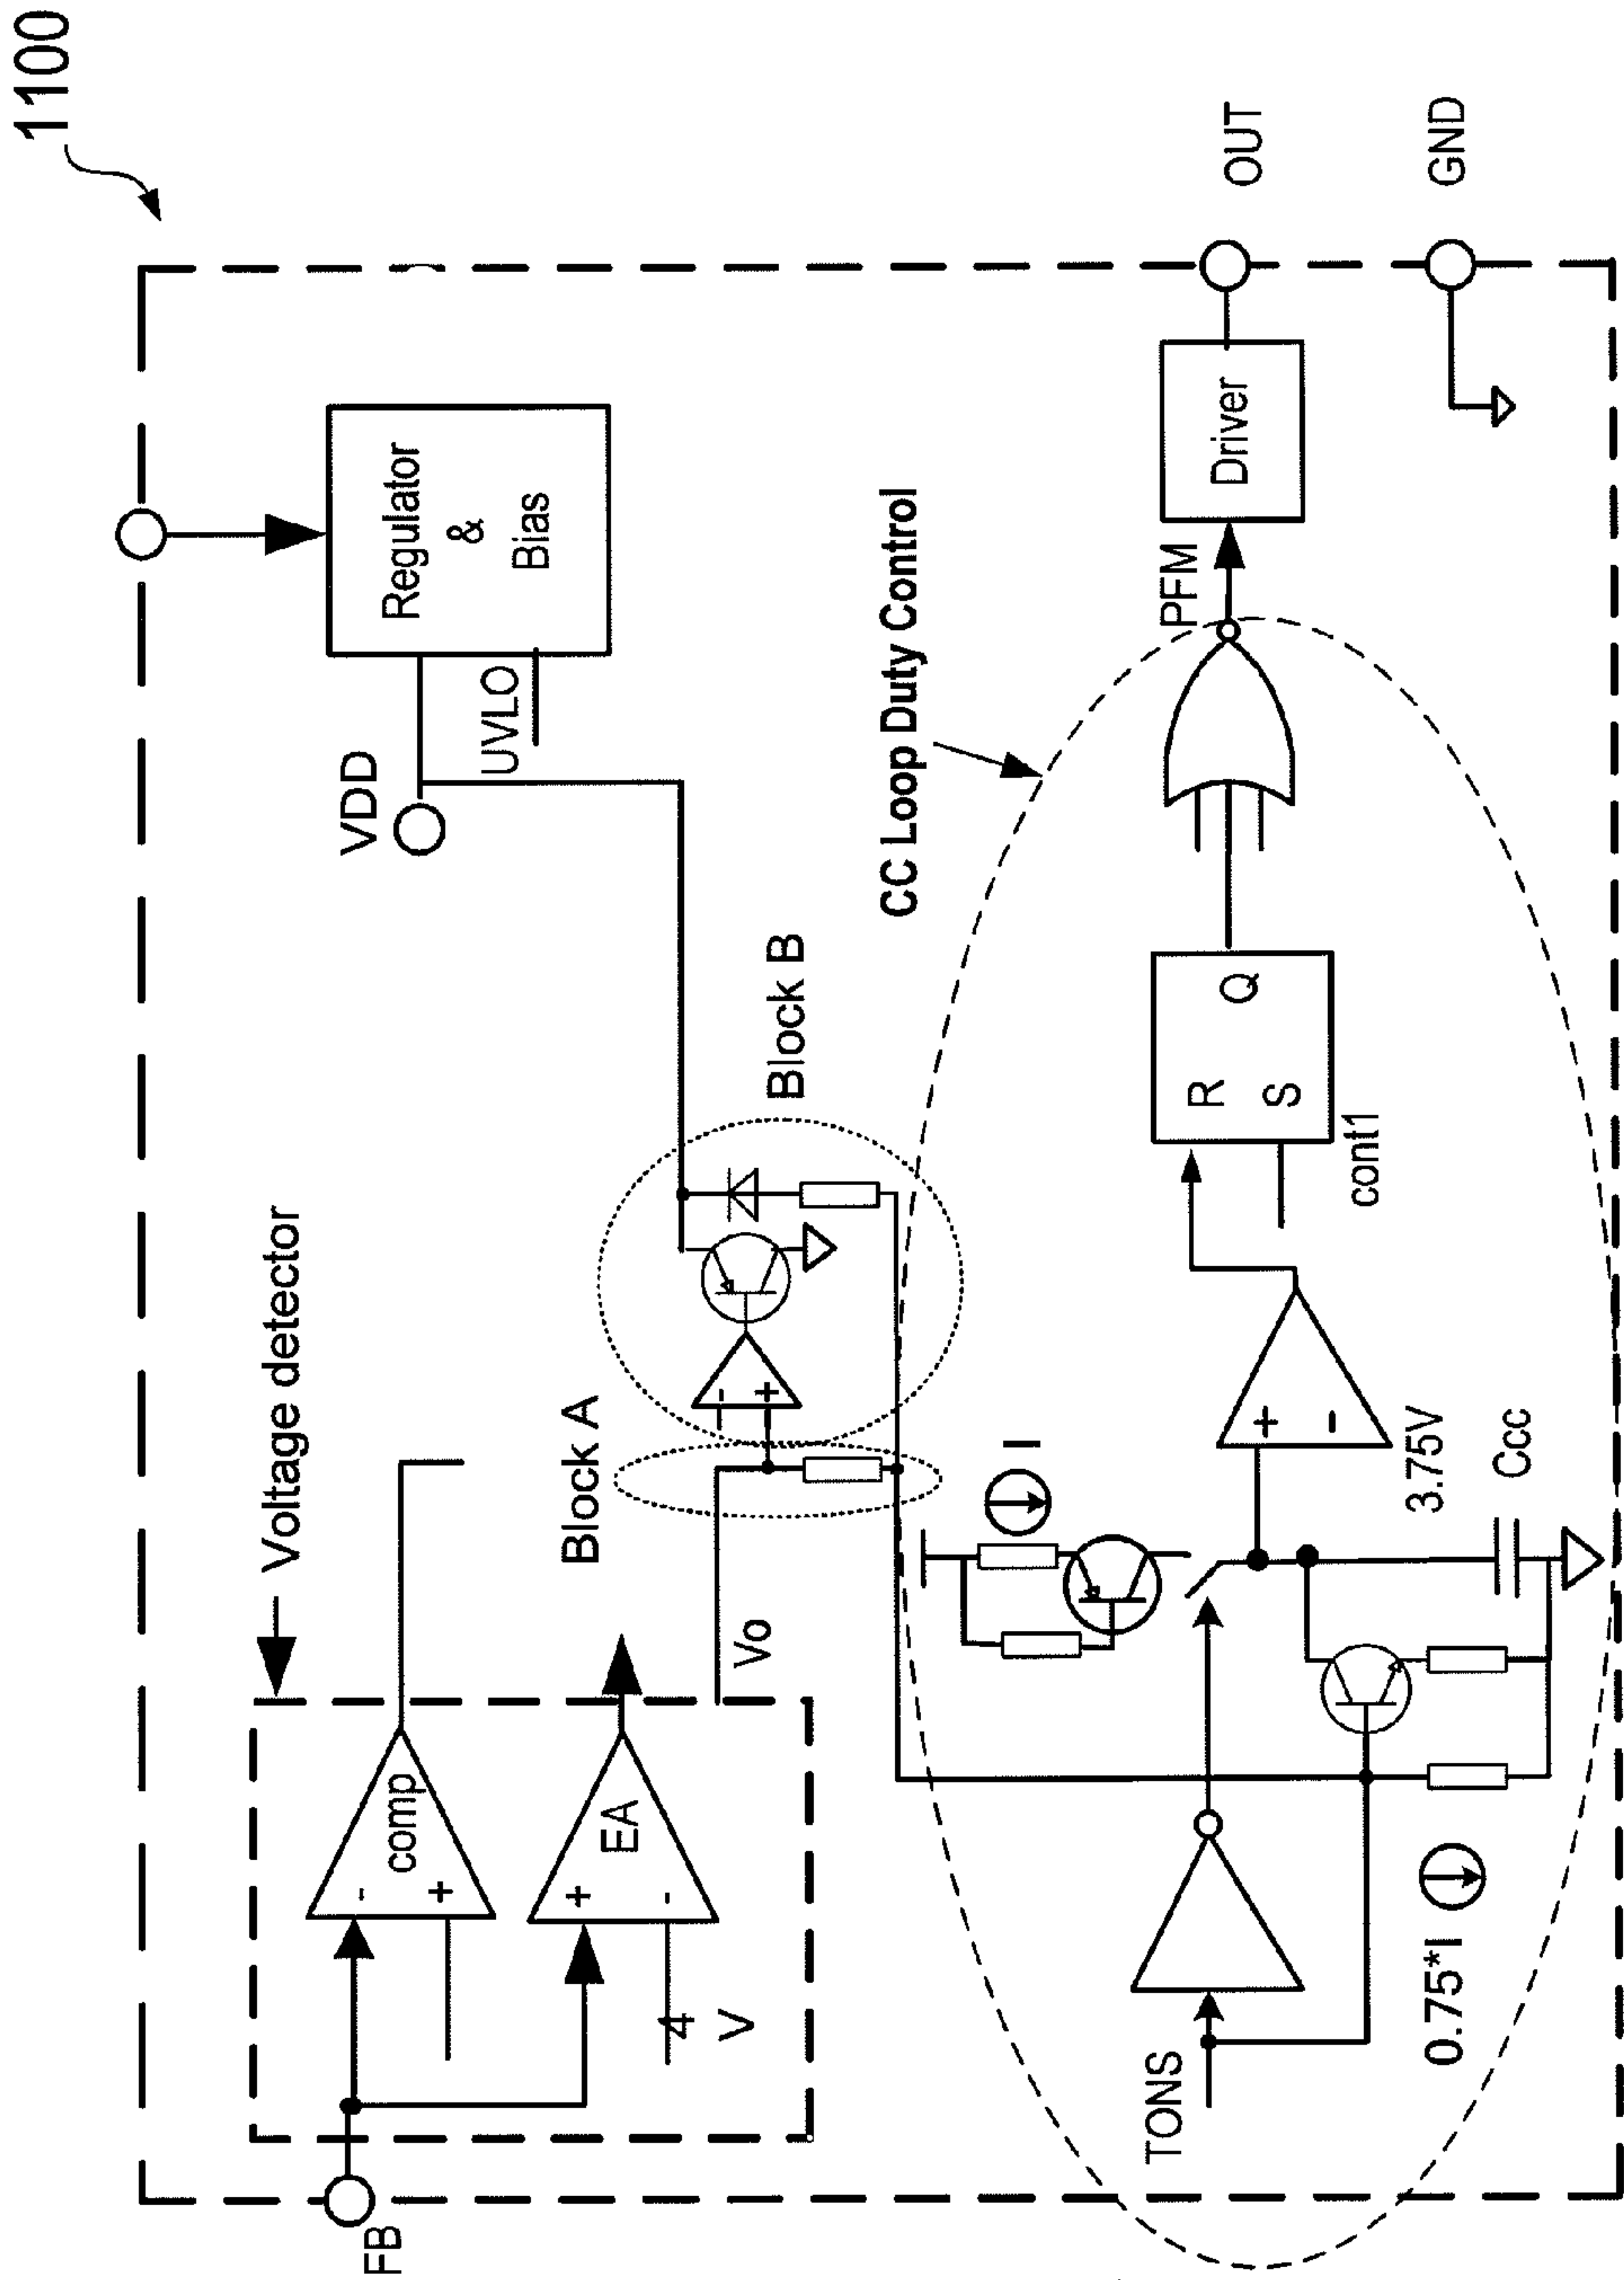 1100
VDD
Regulator
&
Bias
UVLO
Voltage detector
FB
comp
-
+
EA
+
-
4
V
Vo
Block A
Block B
-
+
CC Loop Duty Control
I
TONS
0.75*I
+
-
3.75V
Ccc
R
S
Q
cont1
PFM
Driver
OUT
GND